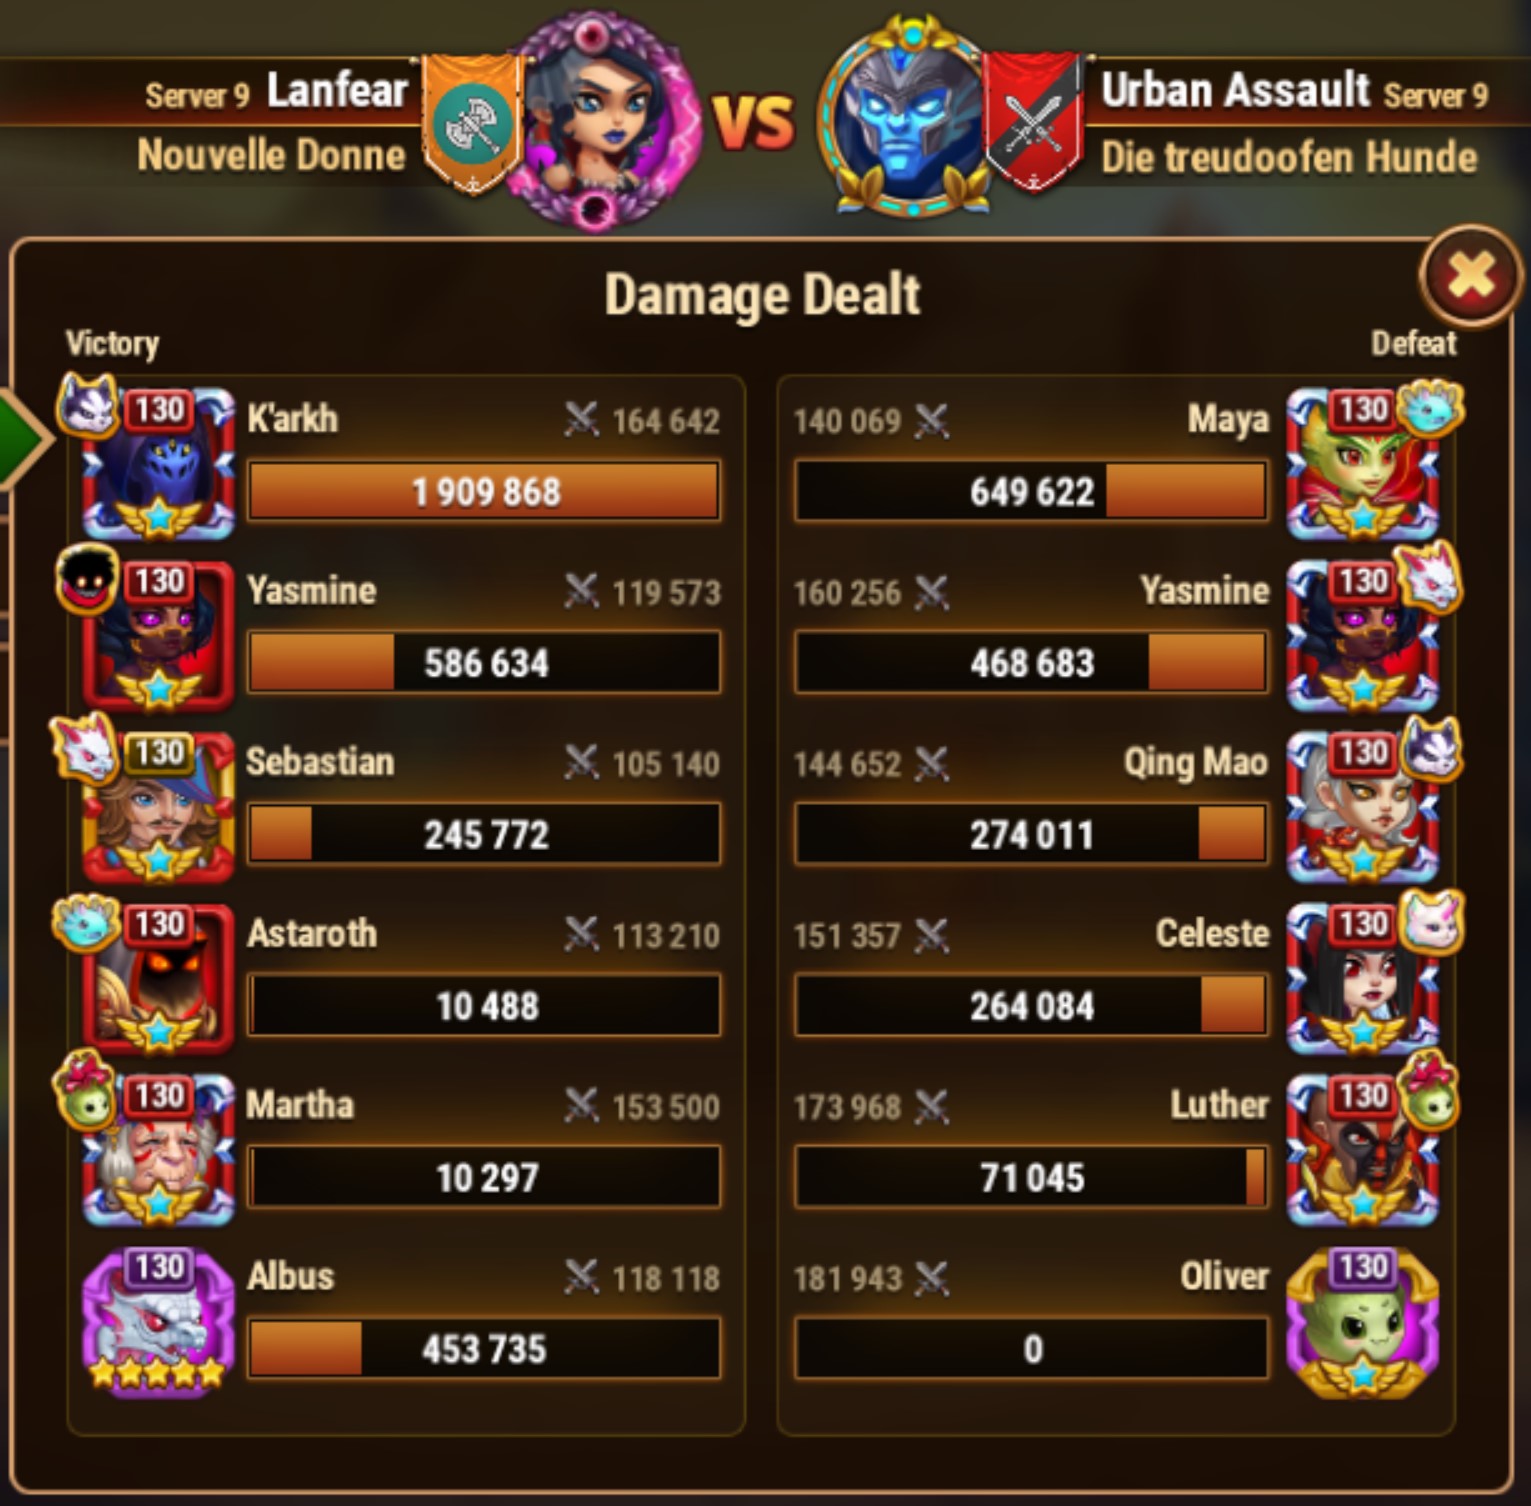 Server 9 Lanfear
Nouvelle Donne
VS
Urban Assault Server 9
Die treudoofen Hunde
Damage Dealt
Victory
Defeat
130 K'arkh 164 642
1 909 868
130 Yasmine 119 573
586 634
130 Sebastian 105 140
245 772
130 Astaroth 113 210
10 488
130 Martha 153 500
10 297
130 Albus 118 118
453 735
140 069 Maya 130
649 622
160 256 Yasmine 130
468 683
144 652 Qing Mao 130
274 011
151 357 Celeste 130
264 084
173 968 Luther 130
71 045
181 943 Oliver 130
0